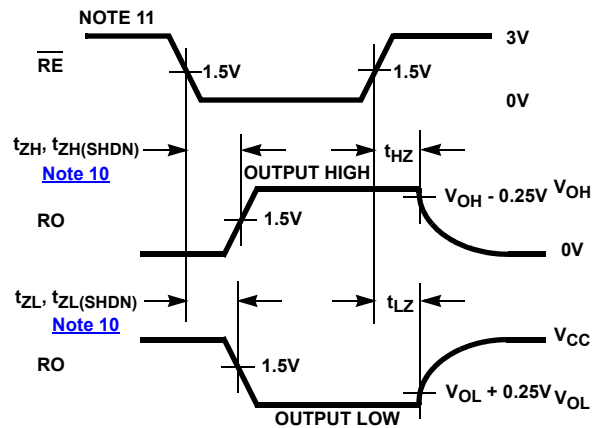 NOTE 11
3V
RE
1.5V
1.5V
0V
tZH, tZH(SHDN)
Note 10
tHZ
OUTPUT HIGH
VOH - 0.25V
VOH
1.5V
RO
0V
tZL, tZL(SHDN)
Note 10
tLZ
VCC
RO
1.5V
VOL + 0.25V
VOL
OUTPUT LOW